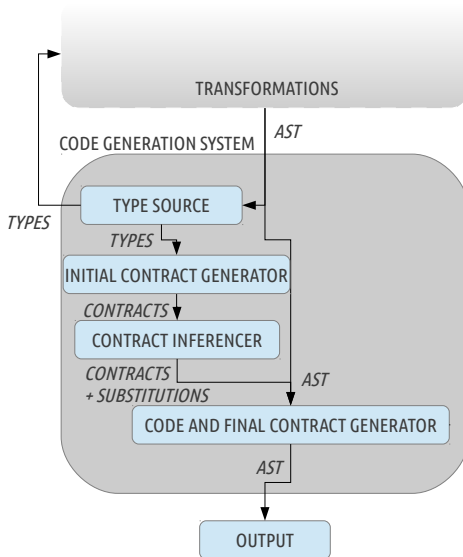 TRANSFORMATIONS
AST
CODE GENERATION SYSTEM
TYPE SOURCE
TYPES
TYPES
INITIAL CONTRACT GENERATOR
CONTRACTS
CONTRACT INFERENCER
CONTRACTS
+ SUBSTITUTIONS
AST
CODE AND FINAL CONTRACT GENERATOR
AST
OUTPUT